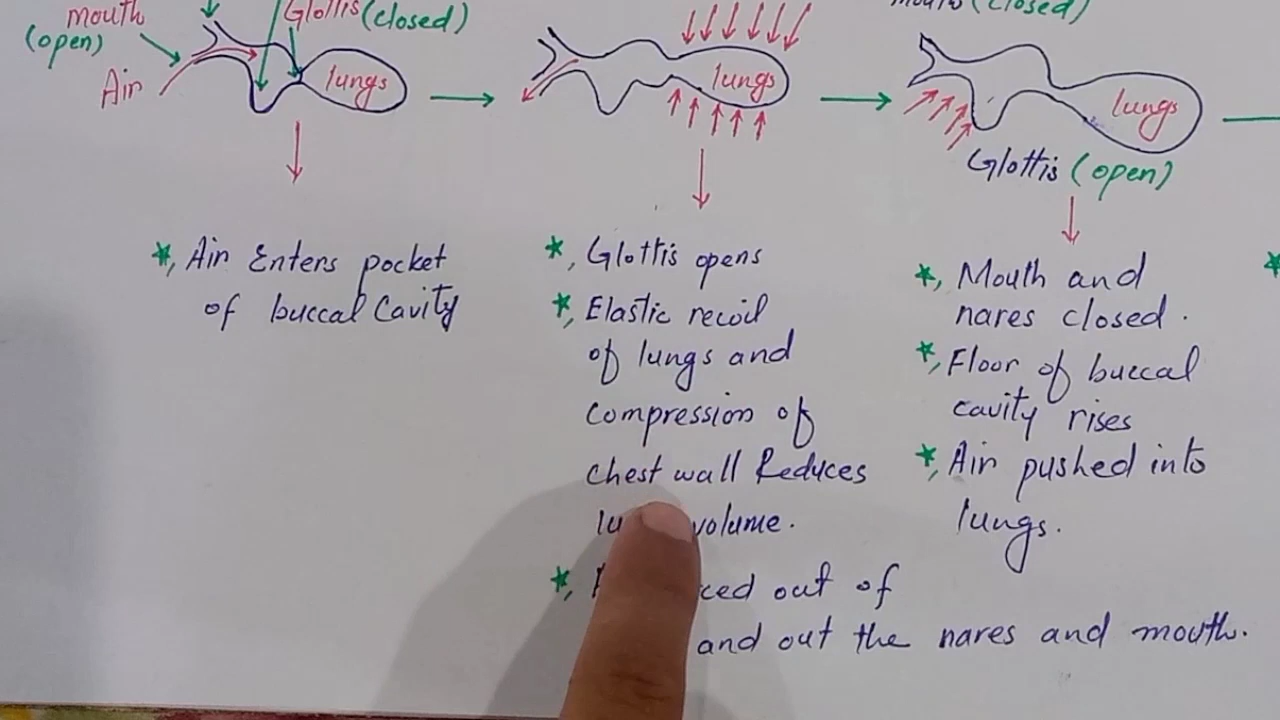 mouth
(open)
Glottis (closed)
Mouth (closed)
Air
lungs
lungs
lungs
Glottis (open)
*, Air Enters pocket
of buccal Cavity
*, Glottis opens
*, Elastic recoil
of lungs and
Compression of
chest wall Reduces
volume.
*,
out of
and out the nares and mouth.
*, Mouth and
nares closed.
*, Floor of buccal
cavity rises
*, Air pushed into
lungs.
*